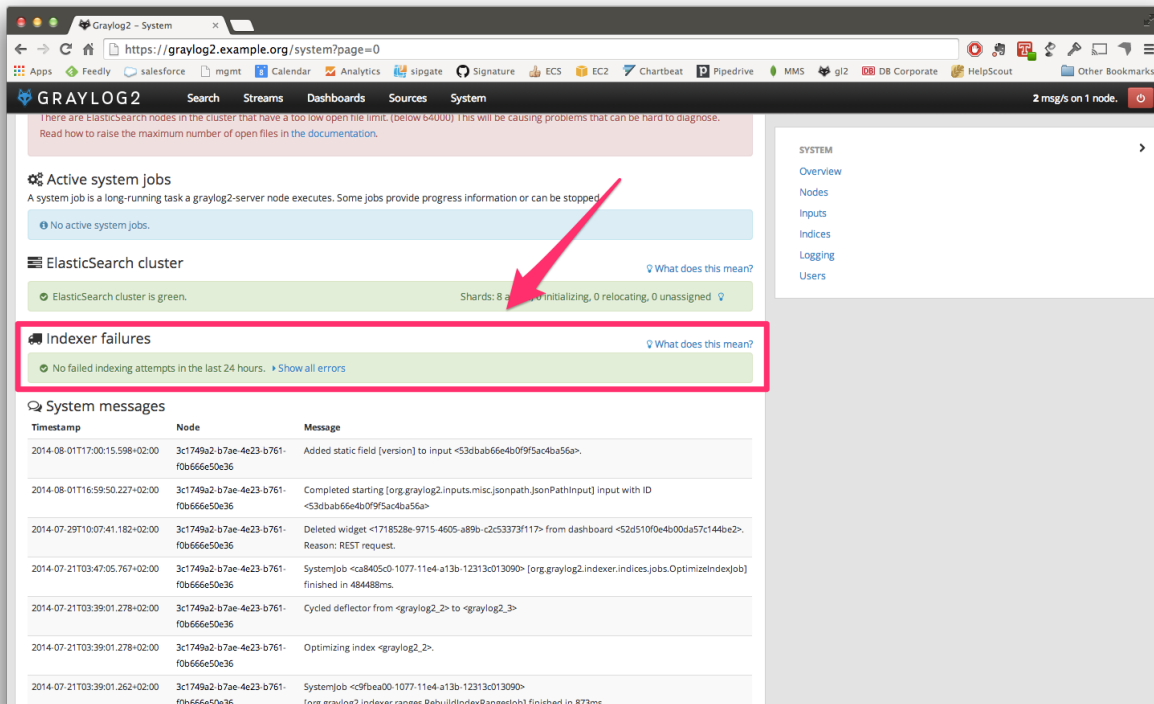 Graylog2 – System
https://graylog2.example.org/system?page=0
Apps Feedly salesforce mgmt 8 Calendar Analytics sipgate Signature ECS EC2 Chartbeat Pipedrive MMS gl2 DB DB Corporate HelpScout Other Bookmarks
GRAYLOG2 Search Streams Dashboards Sources System 2 msg/s on 1 node.
There are ElasticSearch nodes in the cluster that have a too low open file limit. (below 64000) This will be causing problems that can be hard to diagnose.
Read how to raise the maximum number of open files in the documentation.
Active system jobs
A system job is a long-running task a graylog2-server node executes. Some jobs provide progress information or can be stopped
No active system jobs.
ElasticSearch cluster
What does this mean?
ElasticSearch cluster is green. Shards: 8 initializing, 0 relocating, 0 unassigned
Indexer failures
What does this mean?
No failed indexing attempts in the last 24 hours. Show all errors
System messages
Timestamp Node Message
2014-08-01T17:00:15.598+02:00 3c1749a2-b7ae-4e23-b761- Added static field [version] to input <53dbab66e4b0f9f5ac4ba56a>.
f0b666e50e36
2014-08-01T16:59:50.227+02:00 3c1749a2-b7ae-4e23-b761- Completed starting [org.graylog2.inputs.misc.jsonpath.JsonPathInput] input with ID
f0b666e50e36 <53dbab66e4b0f9f5ac4ba56a>
2014-07-29T10:07:41.182+02:00 3c1749a2-b7ae-4e23-b761- Deleted widget <1718528e-9715-4605-a89b-c2c53373f117> from dashboard <52d510f0e4b00da57c144be2>.
f0b666e50e36 Reason: REST request.
2014-07-21T03:47:05.767+02:00 3c1749a2-b7ae-4e23-b761- SystemJob <ca8405c0-1077-11e4-a13b-12313c013090> [org.graylog2.indexer.indices.jobs.OptimizeIndexJob]
f0b666e50e36 finished in 484488ms.
2014-07-21T03:39:01.278+02:00 3c1749a2-b7ae-4e23-b761- Cycled deflector from <graylog2_2> to <graylog2_3>
f0b666e50e36
2014-07-21T03:39:01.278+02:00 3c1749a2-b7ae-4e23-b761- Optimizing index <graylog2_2>.
f0b666e50e36
2014-07-21T03:39:01.262+02:00 3c1749a2-b7ae-4e23-b761- SystemJob <c9fbea00-1077-11e4-a13b-12313c013090>
f0b666e50e36 [org.graylog2.indexer.ranges.RebuildIndexRangesJob] finished in 873ms.
SYSTEM
Overview
Nodes
Inputs
Indices
Logging
Users